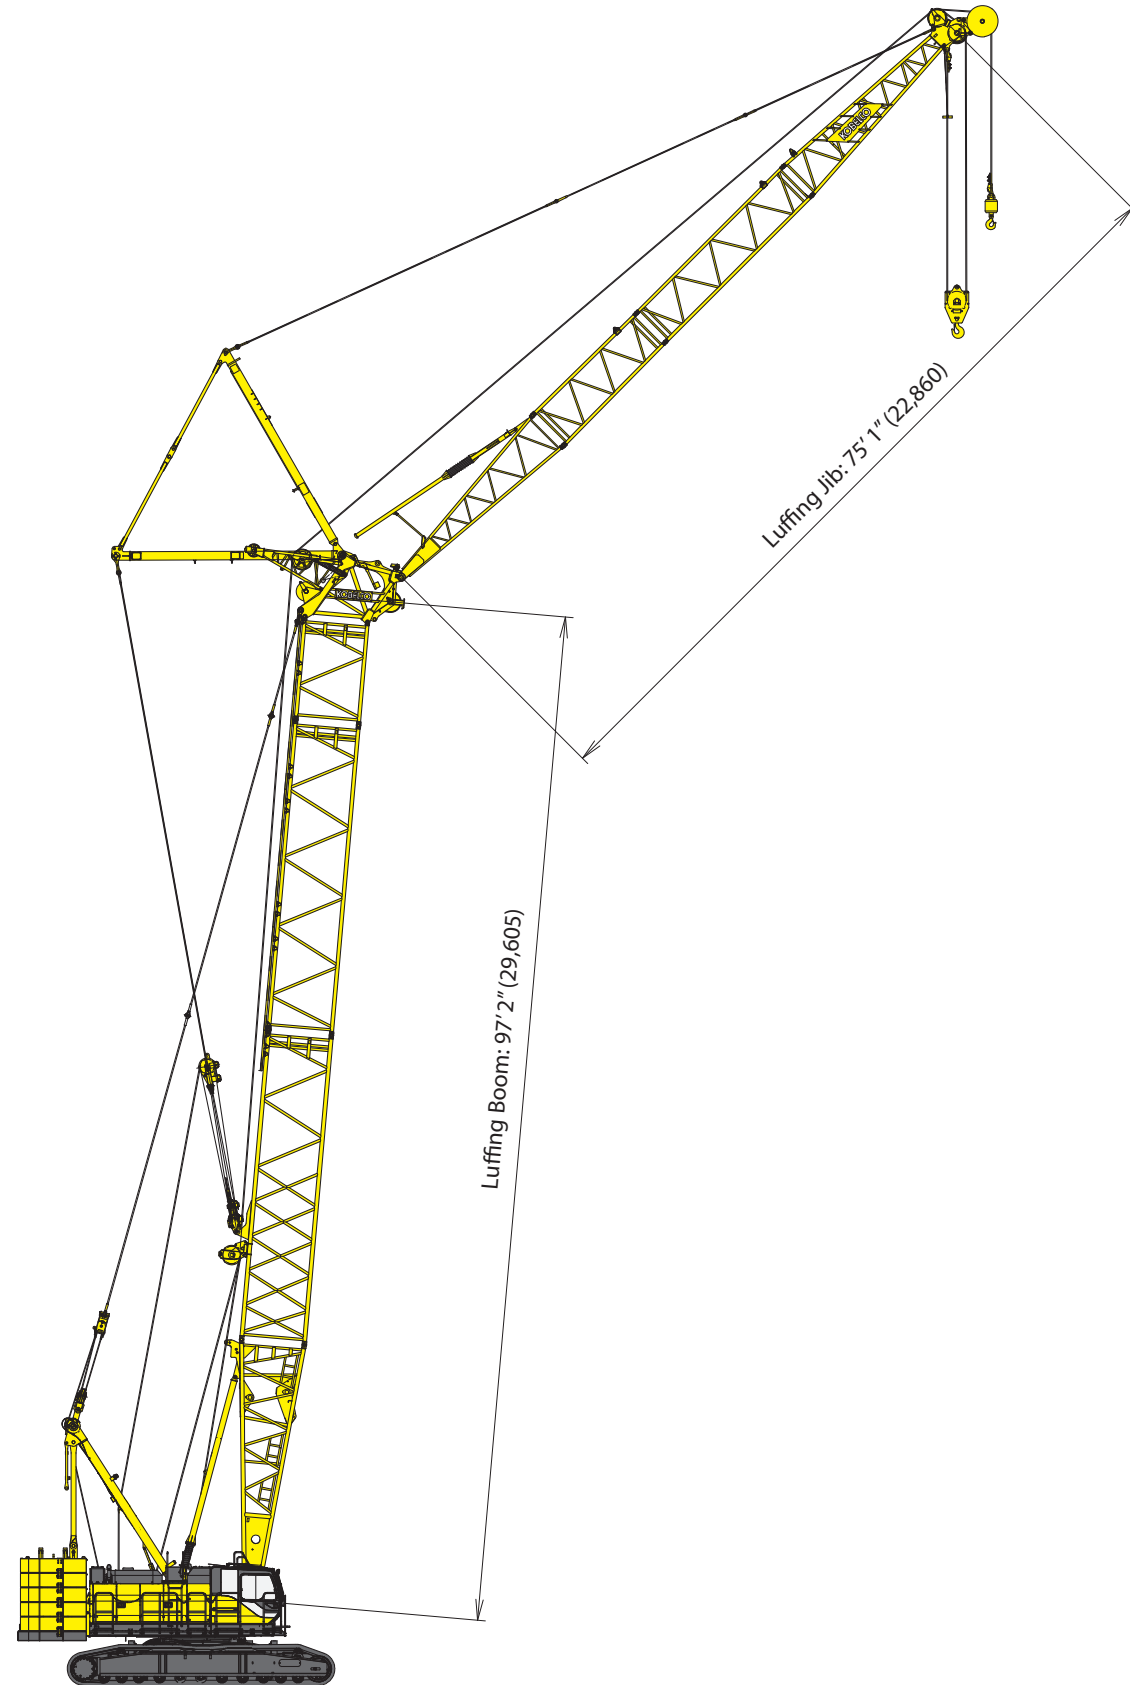 KOBELCO
Luffing Jib: 75’ 1” (22,860)
KOBELCO
Luffing Boom: 97’ 2” (29,605)